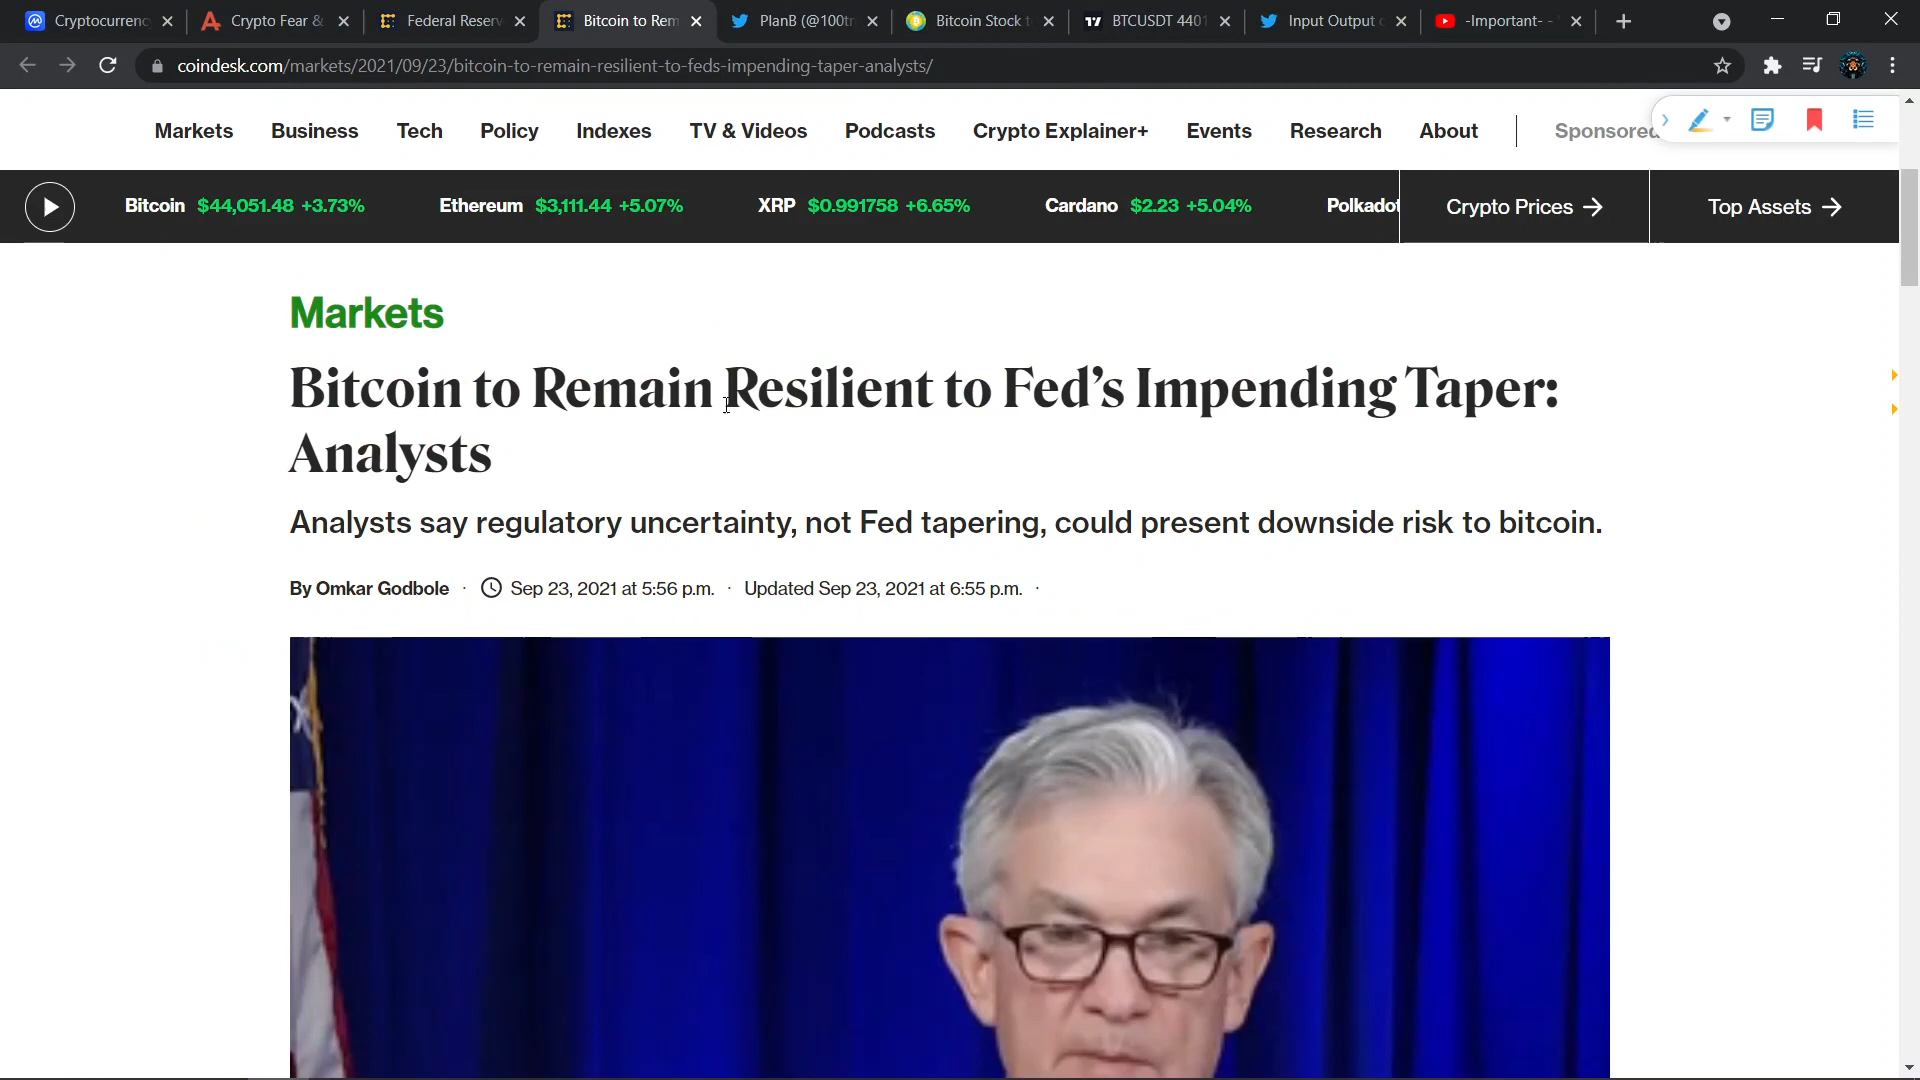 Cryptocurrenc
Crypto Fear &
Federal Reserv
Bitcoin to Rem
PlanB (@100tr
Bitcoin Stock t
BTCUSDT 4401
Input Output
-Important- -
coindesk.com/markets/2021/09/23/bitcoin-to-remain-resilient-to-feds-impending-taper-analysts/
Markets Business Tech Policy Indexes TV & Videos Podcasts Crypto Explainer+ Events Research About Sponsored
Bitcoin $44,051.48 +3.73% Ethereum $3,111.44 +5.07% XRP $0.991758 +6.65% Cardano $2.23 +5.04% Polkadot Crypto Prices → Top Assets →
Markets
Bitcoin to Remain Resilient to Fed’s Impending Taper:
Analysts
Analysts say regulatory uncertainty, not Fed tapering, could present downside risk to bitcoin.
By Omkar Godbole · Sep 23, 2021 at 5:56 p.m. · Updated Sep 23, 2021 at 6:55 p.m. ·